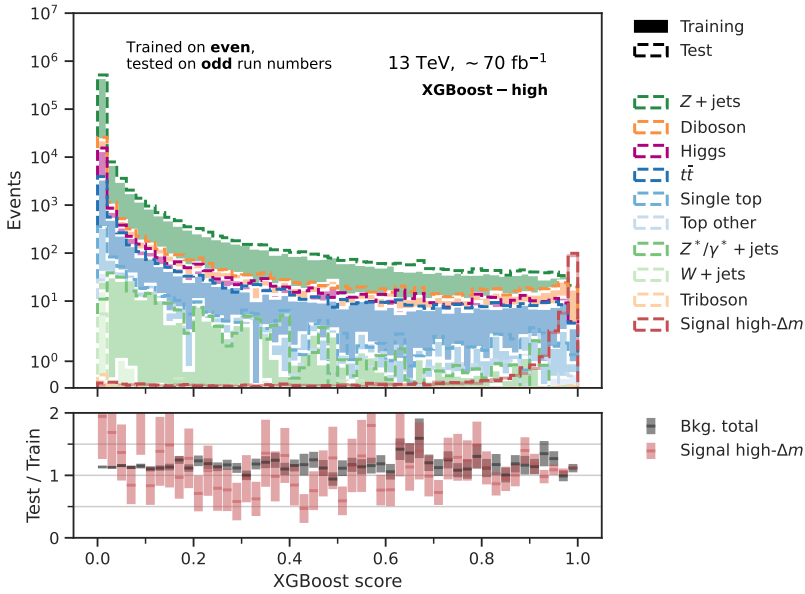 Trained on even,
tested on odd run numbers
13 TeV, ∼ 70 fb⁻¹
XGBoost − high
Events
10⁷
10⁶
10⁵
10⁴
10³
10²
10¹
10⁰
0
Training
Test
Z + jets
Diboson
Higgs
tt̄
Single top
Top other
Z*/γ* + jets
W + jets
Triboson
Signal high-Δm
Test / Train
2
1
0
Bkg. total
Signal high-Δm
0.0 0.2 0.4 0.6 0.8 1.0
XGBoost score